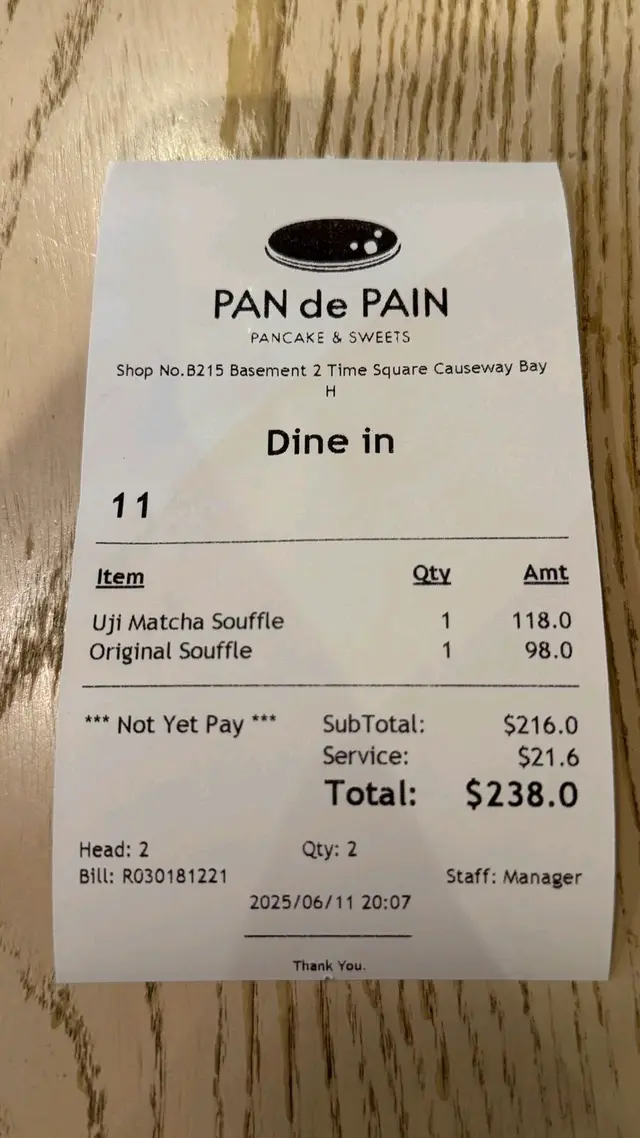 PAN de PAIN
PANCAKE & SWEETS
Shop No.B215 Basement 2 Time Square Causeway Bay
H
Dine in
11
Item Qty Amt
Uji Matcha Souffle 1 118.0
Original Souffle 1 98.0
*** Not Yet Pay *** SubTotal: $216.0
Service: $21.6
Total: $238.0
Head: 2 Qty: 2
Bill: R030181221 Staff: Manager
2025/06/11 20:07
Thank You.